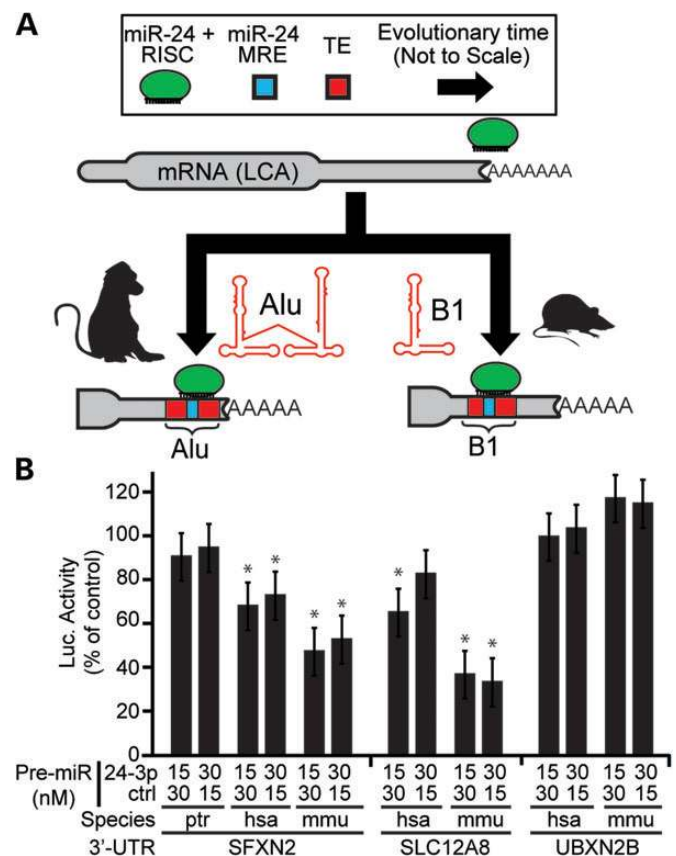 A
miR-24 + miR-24 TE Evolutionary time
RISC MRE (Not to Scale)
mRNA (LCA) AAAAAAA
Alu B1
AAAAA AAAAA
Alu B1
B
Luc. Activity
(% of control)
120
100
80
60
40
20
0
* * * * * * *
Pre-miR 24-3p 15 30 15 30 15 30 15 30 15 30 15 30 15 30
(nM) ctrl 30 15 30 15 30 15 30 15 30 15 30 15 30 15
Species ptr hsa mmu hsa mmu hsa mmu
3'-UTR SFXN2 SLC12A8 UBXN2B